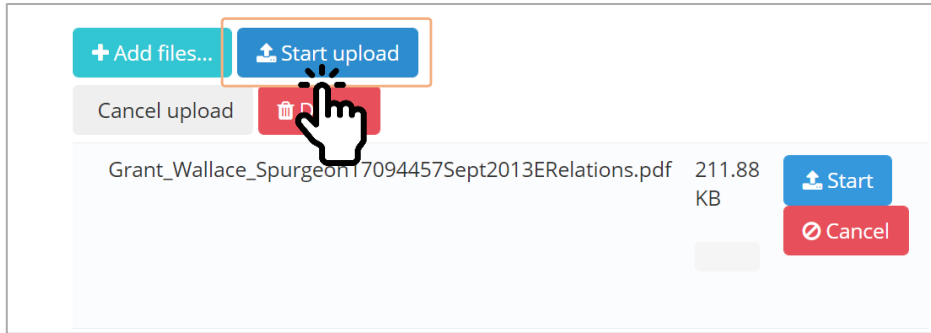 Add files...
Start upload
Cancel upload
Grant_Wallace_Spurgeon17094457Sept2013ERelations.pdf
211.88
KB
Start
Cancel